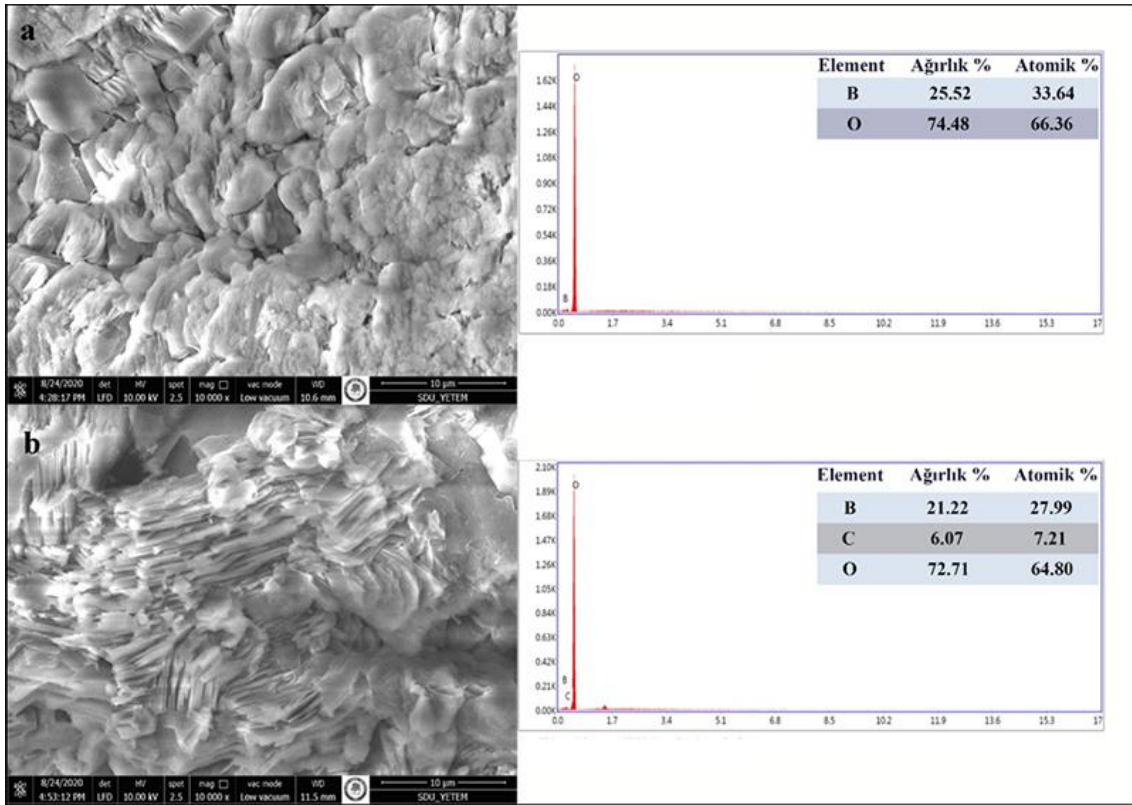 a
8/24/2020 det HV spot mag □ vac mode WD 10 µm
4:28:17 PM LFD 10.00 kV 2.5 10 000 x Low vacuum 10.6 mm SDU_YETEM
Element Ağırlık % Atomik %
B 25.52 33.64
O 74.48 66.36
1.62K
1.44K
1.26K
1.08K
0.90K
0.72K
0.54K
0.36K
0.18K
0.00K
O
B
0.0 1.7 3.4 5.1 6.8 8.5 10.2 11.9 13.6 15.3 17
b
8/24/2020 det HV spot mag □ vac mode WD 10 µm
4:53:12 PM LFD 10.00 kV 2.5 10 000 x Low vacuum 11.5 mm SDU_YETEM
Element Ağırlık % Atomik %
B 21.22 27.99
C 6.07 7.21
O 72.71 64.80
2.10K
1.89K
1.68K
1.47K
1.26K
1.05K
0.84K
0.63K
0.42K
0.21K
0.00K
O
B
C
0.0 1.7 3.4 5.1 6.8 8.5 10.2 11.9 13.6 15.3 17